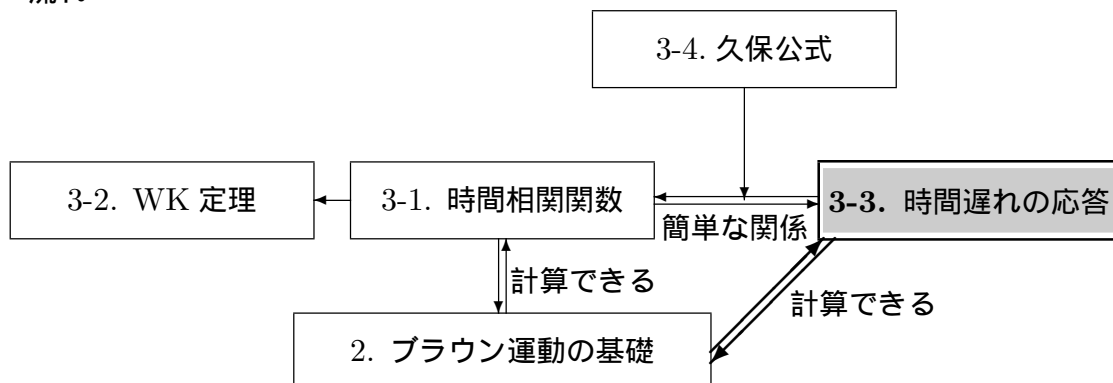 3-4. 久保公式
3-2. WK 定理
3-1. 時間相関関数
3-3. 時間遅れの応答
簡単な関係
計算できる
計算できる
2. ブラウン運動の基礎